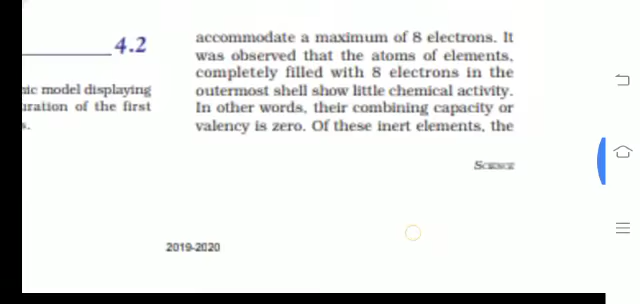 4.2
model displaying
of the first
accommodate a maximum of 8 electrons. It
was observed that the atoms of elements,
completely filled with 8 electrons in the
outermost shell show little chemical activity.
In other words, their combining capacity or
valency is zero. Of these inert elements, the
SCIENCE
2019-2020